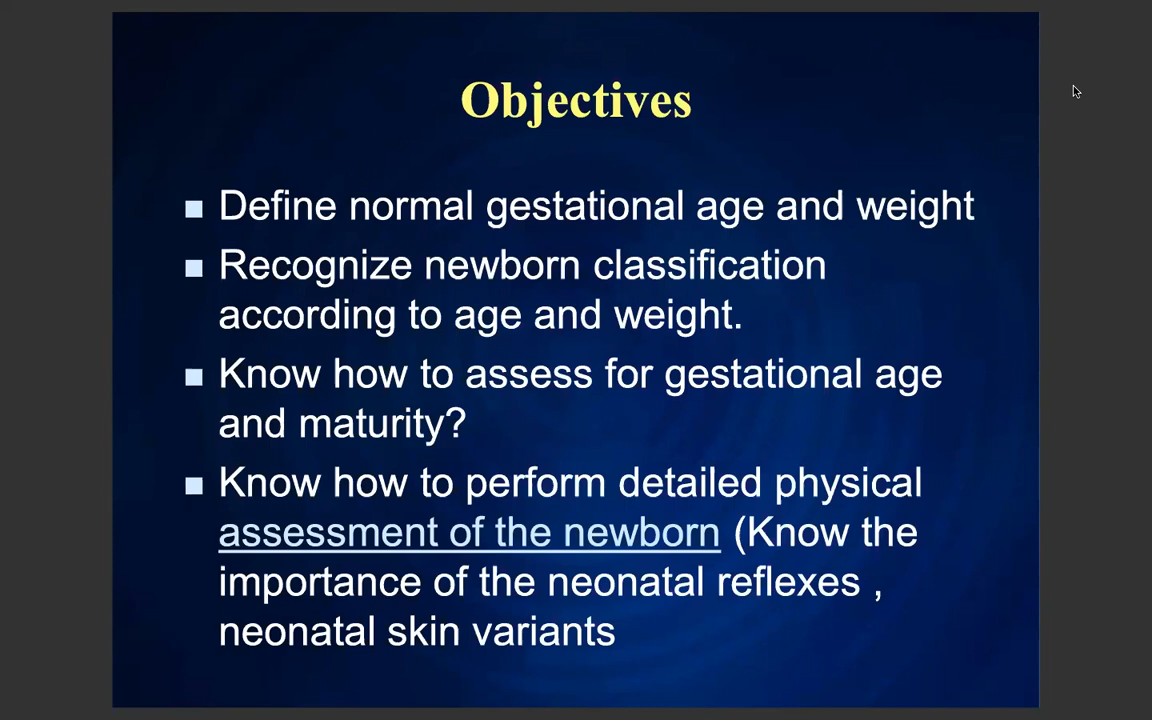 Objectives
Define normal gestational age and weight
Recognize newborn classification
according to age and weight.
Know how to assess for gestational age
and maturity?
Know how to perform detailed physical
assessment of the newborn (Know the
importance of the neonatal reflexes ,
neonatal skin variants